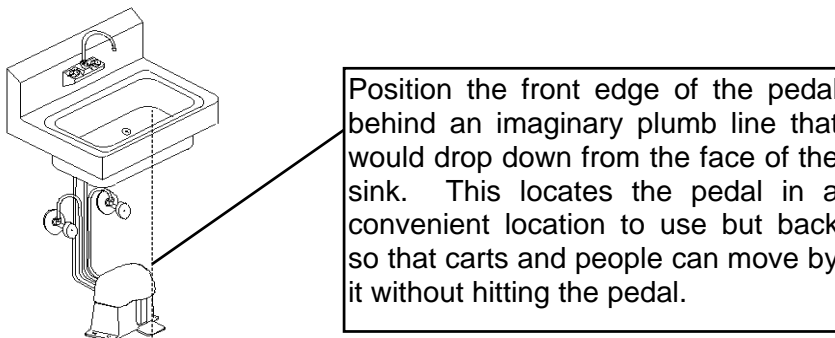 Position the front edge of the pedal
behind an imaginary plumb line that
would drop down from the face of the
sink. This locates the pedal in a
convenient location to use but back
so that carts and people can move by
it without hitting the pedal.